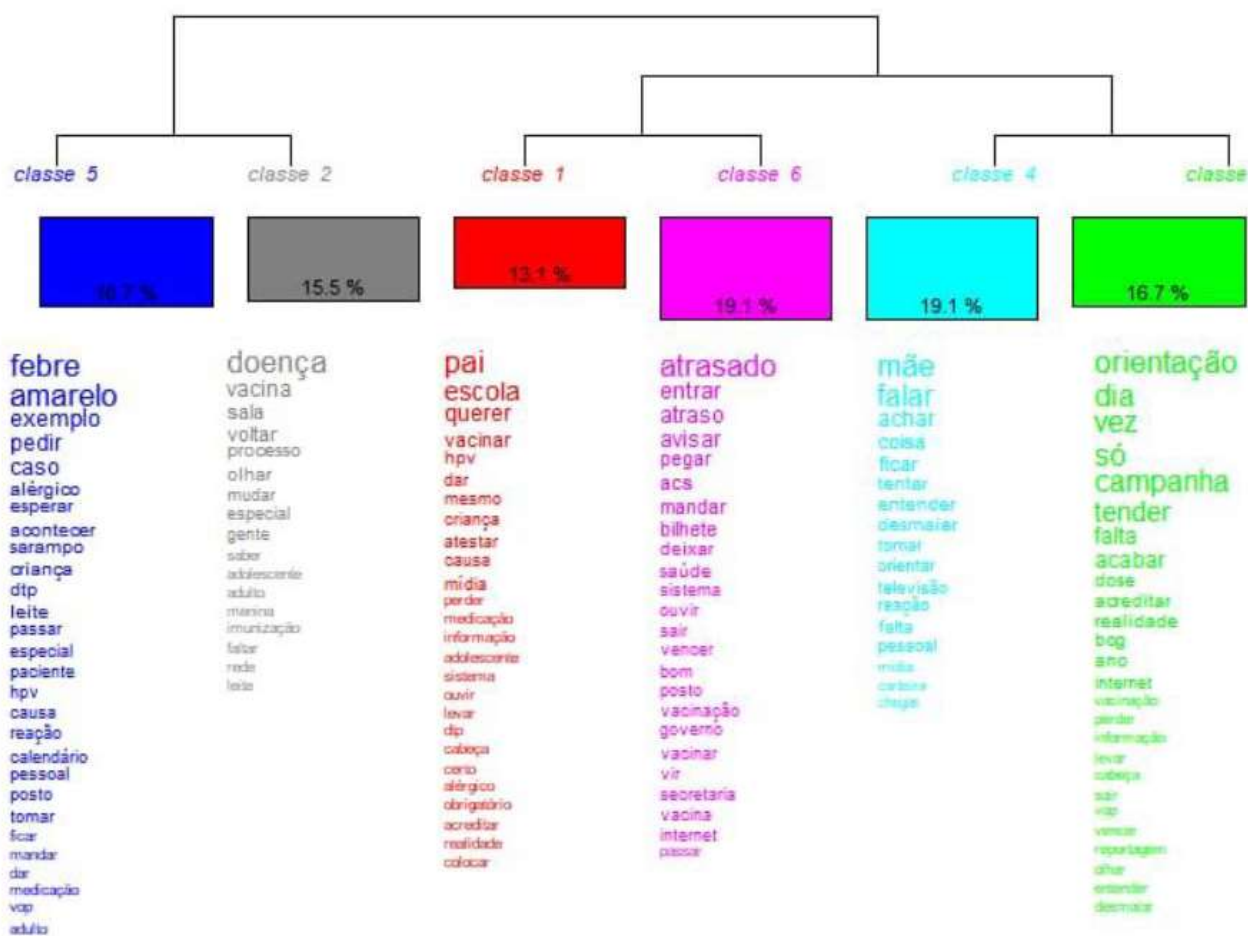 classe 5
classe 2
classe 1
classe 6
classe 4
classe
16.7 %
15.5 %
13.1 %
19.1 %
19.1 %
16.7 %
febre
amarelo
exemplo
pedir
caso
alérgico
esperar
acontecer
sarampo
criança
dtp
leite
passar
especial
paciente
hpv
causa
reação
calendário
pessoal
posto
tomar
ficar
mandar
dar
medicação
vop
adulto
doença
vacina
sala
voltar
processo
olhar
mudar
especial
gente
saber
adolescente
adulto
menina
imunização
faltar
rede
leite
pai
escola
querer
vacinar
hpv
dar
mesmo
criança
atestar
causa
mídia
perder
medicação
informação
adolescente
sistema
ouvir
levar
dtp
cabeça
certo
alérgico
obrigatório
acreditar
realidade
colocar
atrasado
entrar
atraso
avisar
pegar
acs
mandar
bilhete
deixar
saúde
sistema
ouvir
sair
vencer
bom
posto
vacinação
governo
vacinar
vir
secretaria
vacina
internet
passar
mãe
falar
achar
coisa
ficar
tentar
entender
desmaiar
tomar
orientar
televisão
reação
falta
pessoal
mídia
carteira
chegar
orientação
dia
vez
só
campanha
tender
falta
acabar
dose
acreditar
realidade
bcg
ano
internet
vacinação
perder
informação
levar
cabeça
sair
vop
vencer
reportagem
olhar
entender
desmaiar